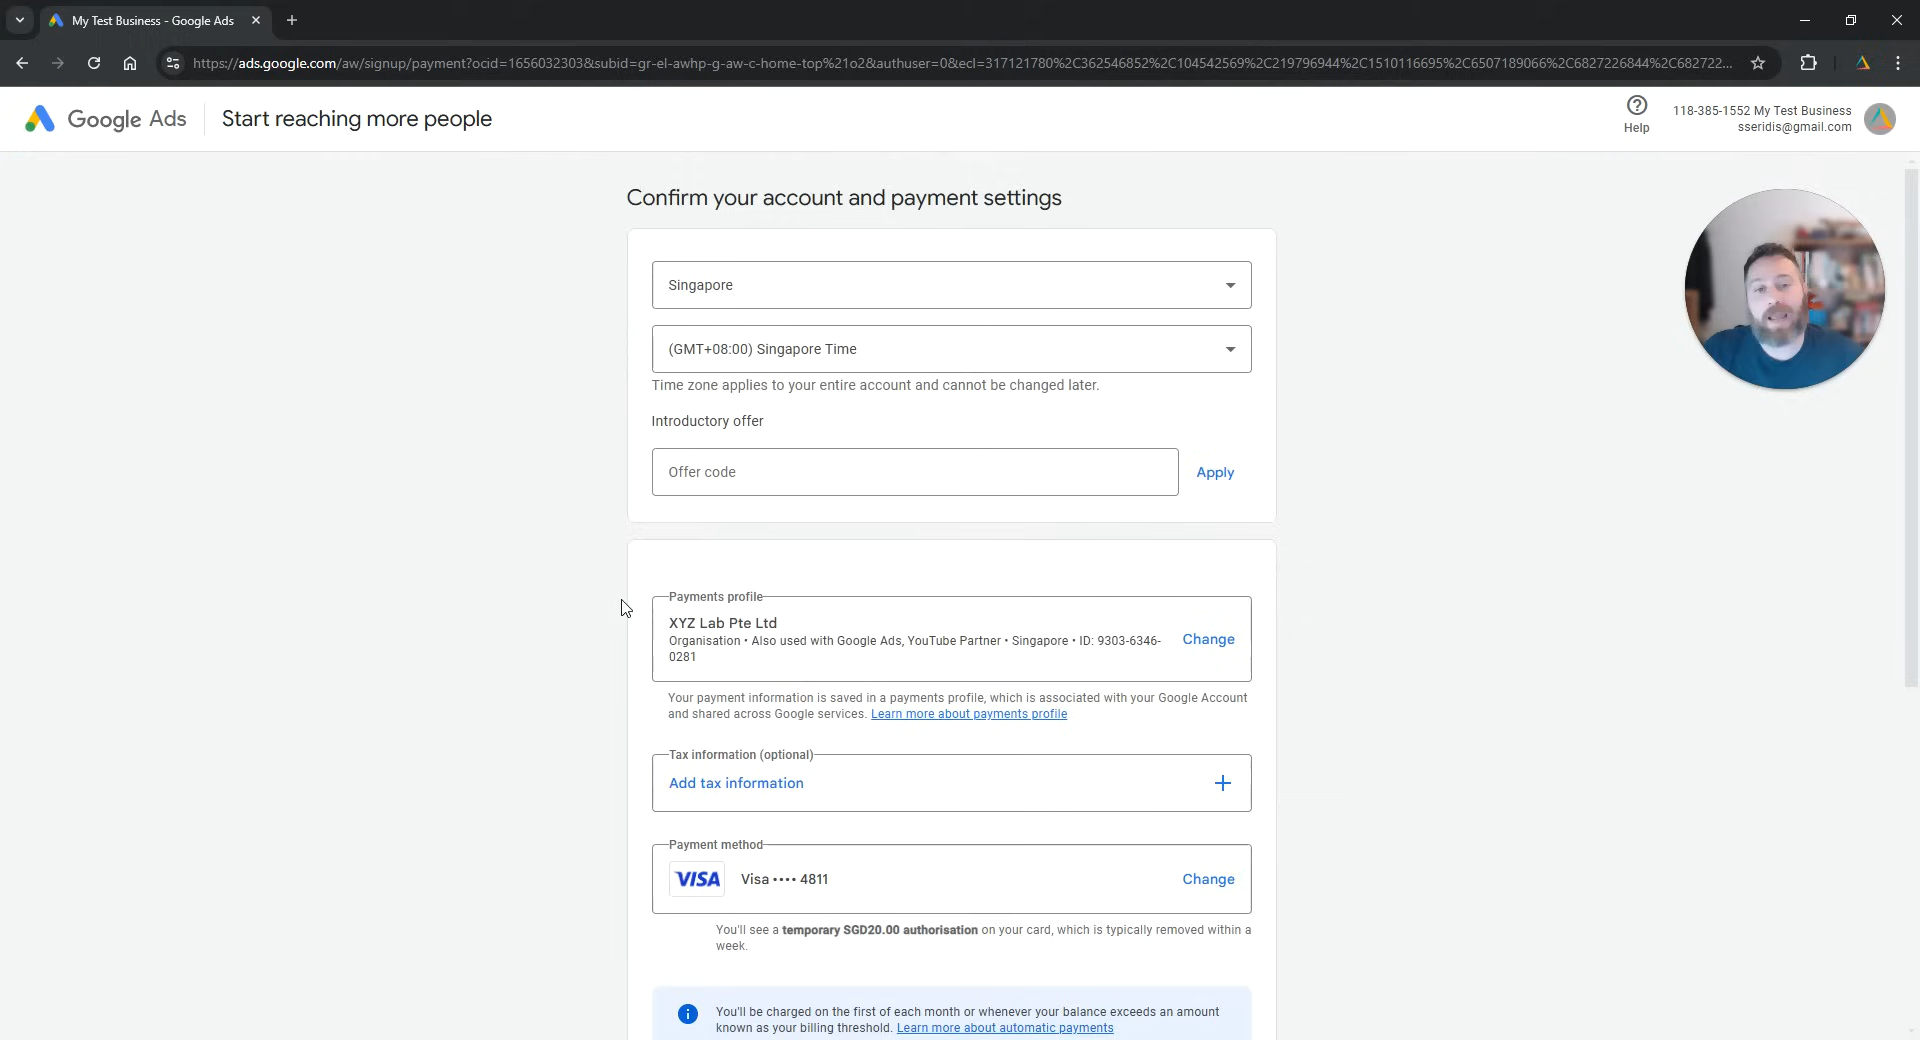 My Test Business - Google Ads
https://ads.google.com/aw/signup/payment?ocid=1656032303&subid=gr-el-awhp-g-aw-c-home-top%21o2&authuser=0&ecl=317121780%2C362546852%2C104542569%2C219796944%2C1510116695%2C6507189066%2C6827226844%2C682722...
Google Ads
Start reaching more people
Help
118-385-1552 My Test Business
sseridis@gmail.com
Confirm your account and payment settings
Singapore
(GMT+08:00) Singapore Time
Time zone applies to your entire account and cannot be changed later.
Introductory offer
Offer code
Apply
Payments profile
XYZ Lab Pte Ltd
Organisation • Also used with Google Ads, YouTube Partner • Singapore • ID: 9303-6346-
0281
Change
Your payment information is saved in a payments profile, which is associated with your Google Account
and shared across Google services. Learn more about payments profile
Tax information (optional)
Add tax information
Payment method
VISA
Visa •••• 4811
Change
You'll see a temporary SGD20.00 authorisation on your card, which is typically removed within a
week.
You'll be charged on the first of each month or whenever your balance exceeds an amount
known as your billing threshold. Learn more about automatic payments